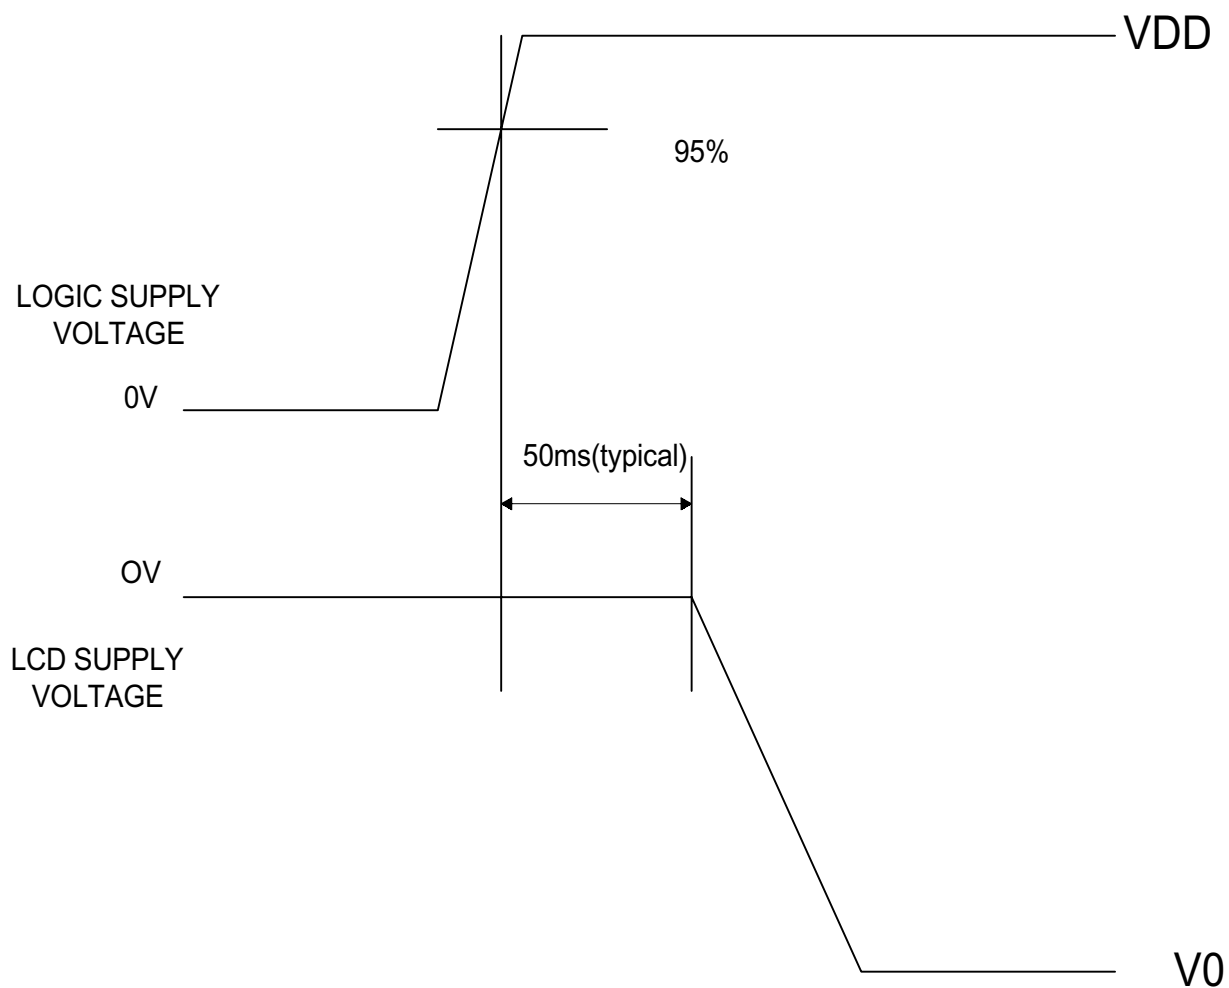 VDD
95%
LOGIC SUPPLY
VOLTAGE
0V
50ms(typical)
OV
LCD SUPPLY
VOLTAGE
V0